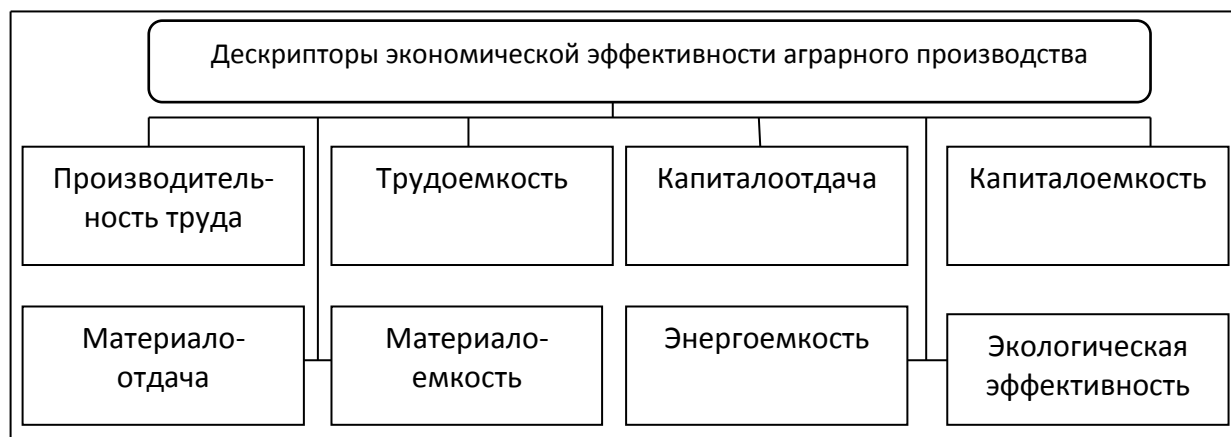 Дескрипторы экономической эффективности аграрного производства
Производитель-
ность труда
Трудоемкость
Капиталоотдача
Капиталоемкость
Материало-
отдача
Материало-
емкость
Энергоемкость
Экологическая
эффективность